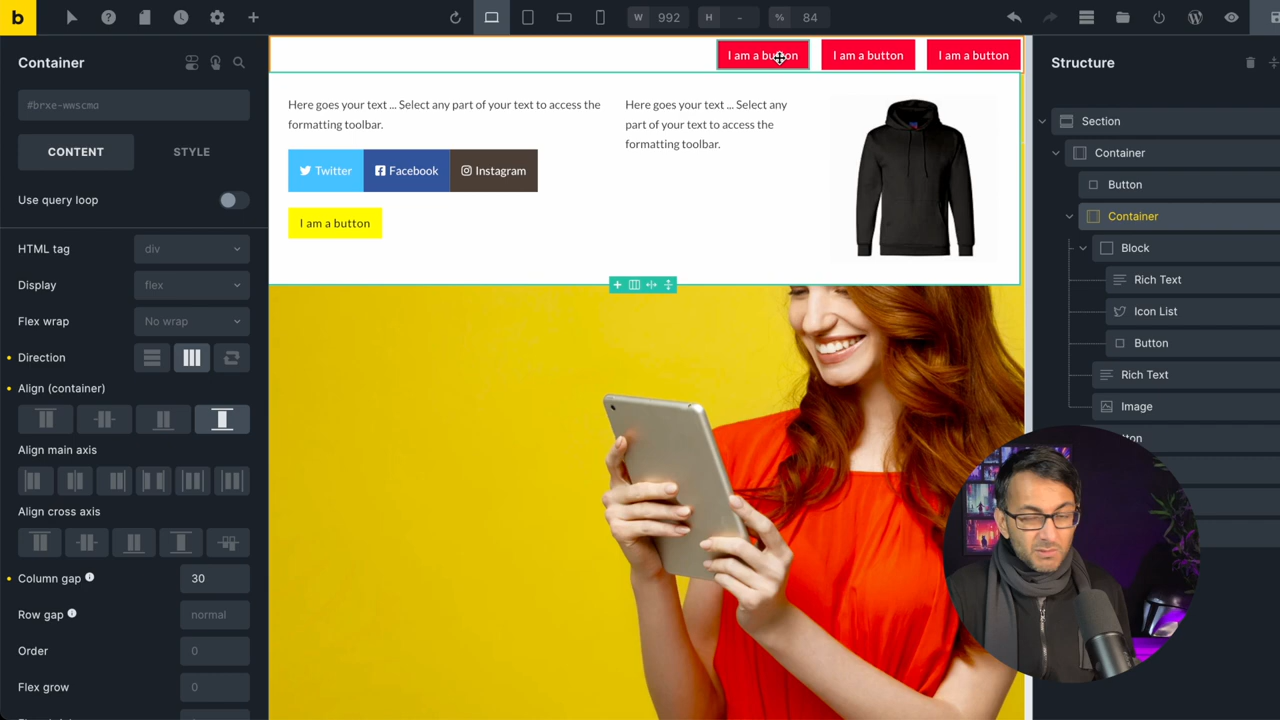 b
W 992 H - % 84
Container
#brxe-wwscma
CONTENT STYLE
Use query loop
HTML tag div
Display flex
Flex wrap No wrap
Direction
Align (container)
Align main axis
Align cross axis
Column gap 30
Row gap normal
Order 0
Flex grow 0
I am a button I am a button I am a button
Here goes your text ... Select any part of your text to access the
formatting toolbar.
Twitter Facebook Instagram
I am a button
Here goes your text ... Select any
part of your text to access the
formatting toolbar.
Structure
Section
Container
Button
Container
Block
Rich Text
Icon List
Button
Rich Text
Image